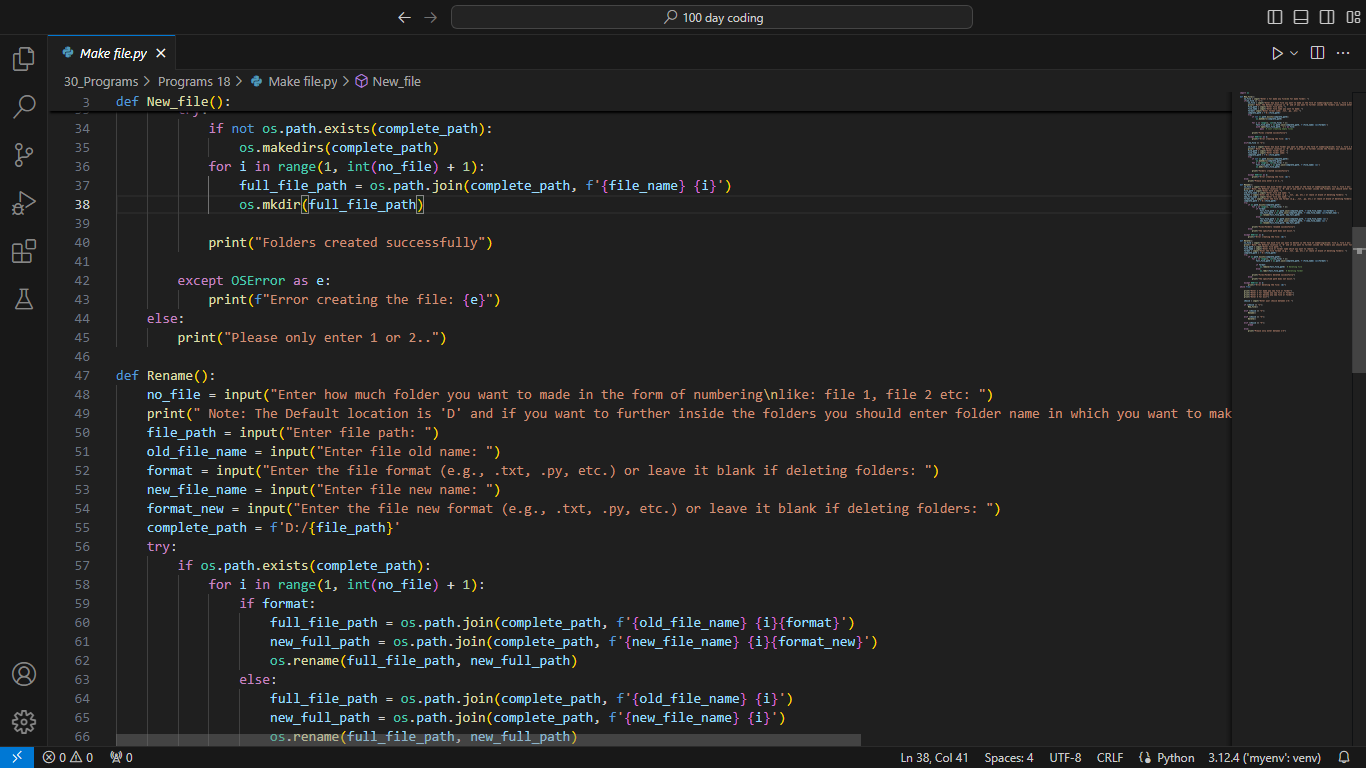 100 day coding
Make file.py
30_Programs > Programs 18 > Make file.py > New_file
3 def New_file():
34 if not os.path.exists(complete_path):
35 os.makedirs(complete_path)
36 for i in range(1, int(no_file) + 1):
37 full_file_path = os.path.join(complete_path, f'{file_name} {i}')
38 os.mkdir(full_file_path)
39
40 print("Folders created successfully")
41
42 except OSError as e:
43 print(f"Error creating the file: {e}")
44 else:
45 print("Please only enter 1 or 2..")
46
47 def Rename():
48 no_file = input("Enter how much folder you want to made in the form of numbering\nlike: file 1, file 2 etc: ")
49 print(" Note: The Default location is 'D' and if you want to further inside the folders you should enter folder name in which you want to mak
50 file_path = input("Enter file path: ")
51 old_file_name = input("Enter file old name: ")
52 format = input("Enter the file format (e.g., .txt, .py, etc.) or leave it blank if deleting folders: ")
53 new_file_name = input("Enter file new name: ")
54 format_new = input("Enter the file new format (e.g., .txt, .py, etc.) or leave it blank if deleting folders: ")
55 complete_path = f'D:/{file_path}'
56 try:
57 if os.path.exists(complete_path):
58 for i in range(1, int(no_file) + 1):
59 if format:
60 full_file_path = os.path.join(complete_path, f'{old_file_name} {i}{format}')
61 new_full_path = os.path.join(complete_path, f'{new_file_name} {i}{format_new}')
62 os.rename(full_file_path, new_full_path)
63 else:
64 full_file_path = os.path.join(complete_path, f'{old_file_name} {i}')
65 new_full_path = os.path.join(complete_path, f'{new_file_name} {i}')
66 os.rename(full_file_path, new_full_path)
0 0 0 Ln 38, Col 41 Spaces: 4 UTF-8 CRLF Python 3.12.4 ('myenv': venv)